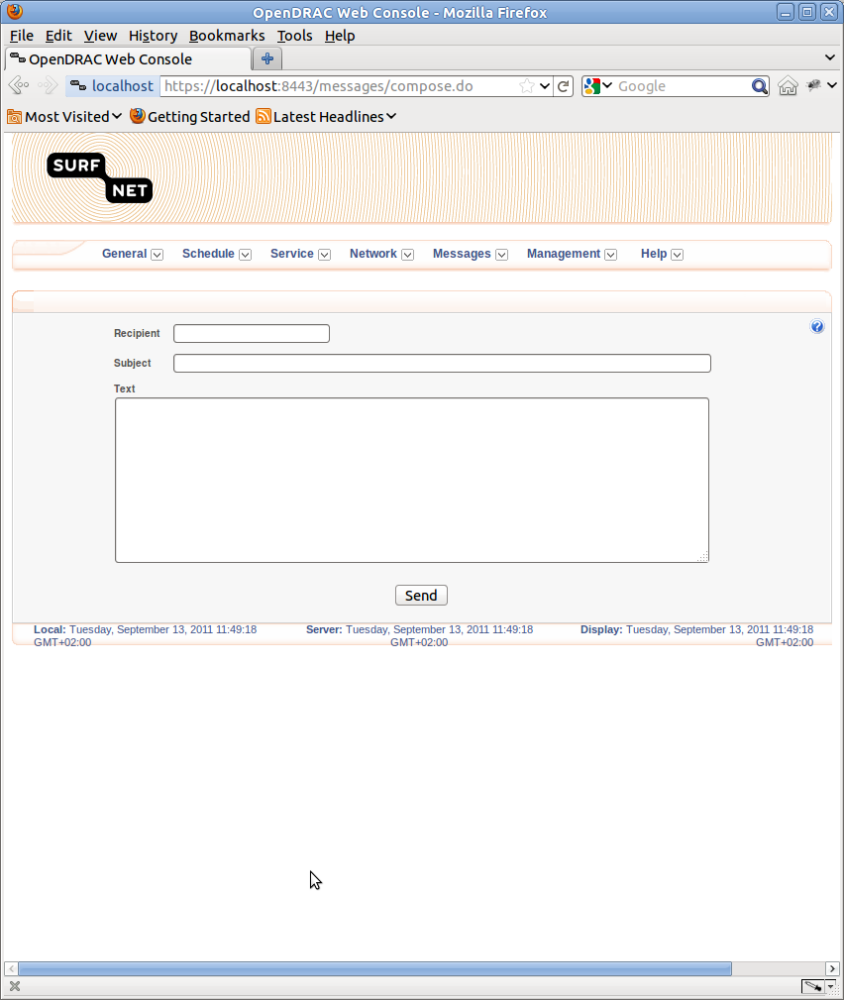 OpenDRAC Web Console - Mozilla Firefox
File Edit View History Bookmarks Tools Help
OpenDRAC Web Console
localhost https://localhost:8443/messages/compose.do Google
Most Visited Getting Started Latest Headlines
SURF
NET
General Schedule Service Network Messages Management Help
Recipient
Subject
Text
Send
Local: Tuesday, September 13, 2011 11:49:18 Server: Tuesday, September 13, 2011 11:49:18 Display: Tuesday, September 13, 2011 11:49:18
GMT+02:00 GMT+02:00 GMT+02:00